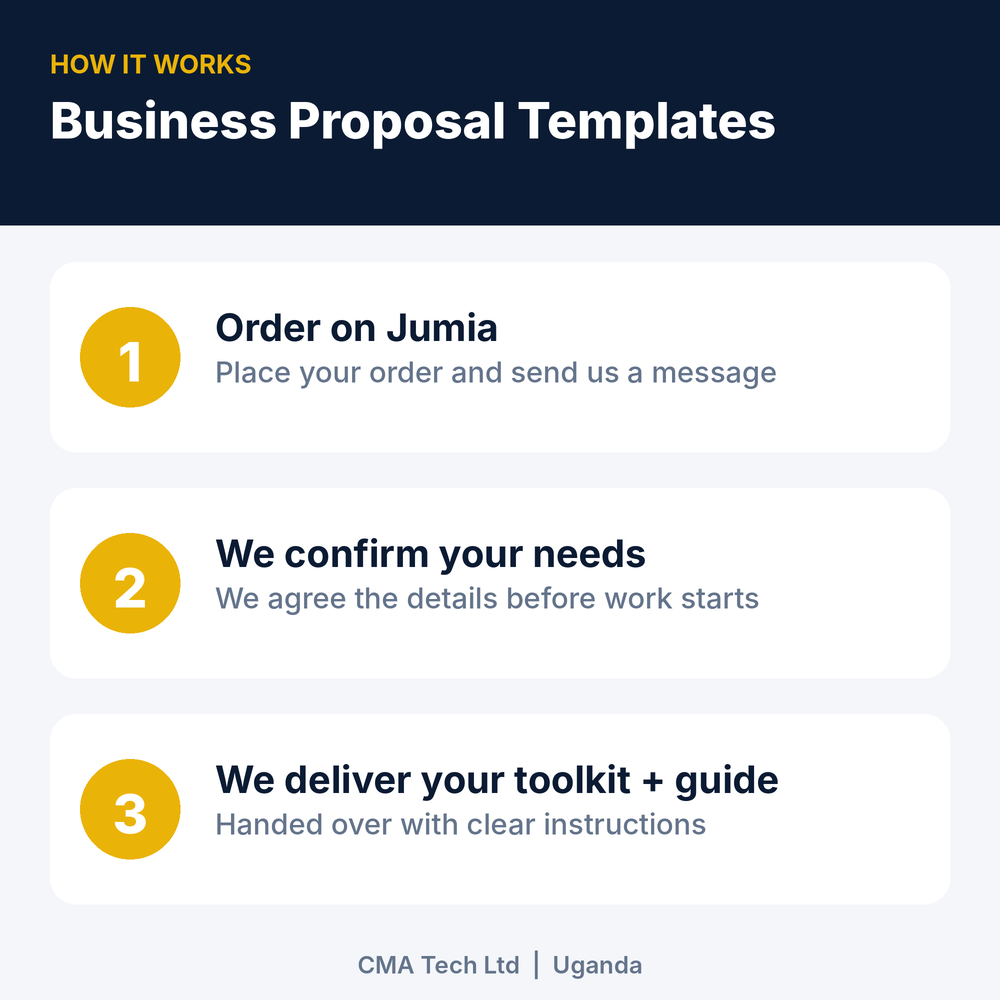 HOW IT WORKS
Business Proposal Templates
1
Order on Jumia
Place your order and send us a message
2
We confirm your needs
We agree the details before work starts
3
We deliver your toolkit + guide
Handed over with clear instructions
CMA Tech Ltd | Uganda